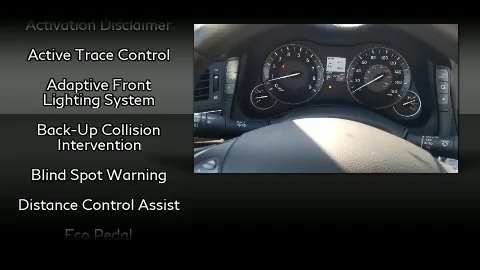 Activation Disclaimer
Active Trace Control
Adaptive Front
Lighting System
Back-Up Collision
Intervention
Blind Spot Warning
Distance Control Assist
Eco Pedal